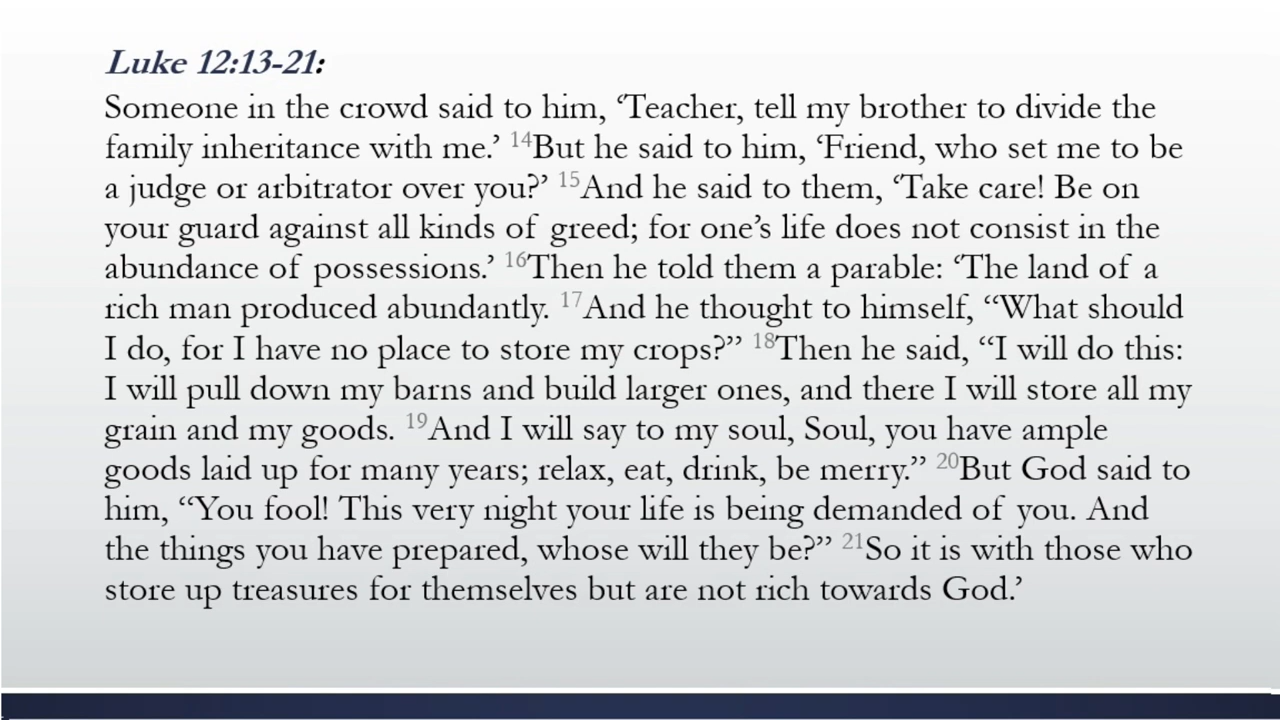 Luke 12:13-21:
Someone in the crowd said to him, ‘Teacher, tell my brother to divide the
family inheritance with me.’ 14But he said to him, ‘Friend, who set me to be
a judge or arbitrator over you?’ 15And he said to them, ‘Take care! Be on
your guard against all kinds of greed; for one’s life does not consist in the
abundance of possessions.’ 16Then he told them a parable: ‘The land of a
rich man produced abundantly. 17And he thought to himself, “What should
I do, for I have no place to store my crops?” 18Then he said, “I will do this:
I will pull down my barns and build larger ones, and there I will store all my
grain and my goods. 19And I will say to my soul, Soul, you have ample
goods laid up for many years; relax, eat, drink, be merry.” 20But God said to
him, “You fool! This very night your life is being demanded of you. And
the things you have prepared, whose will they be?” 21So it is with those who
store up treasures for themselves but are not rich towards God.’